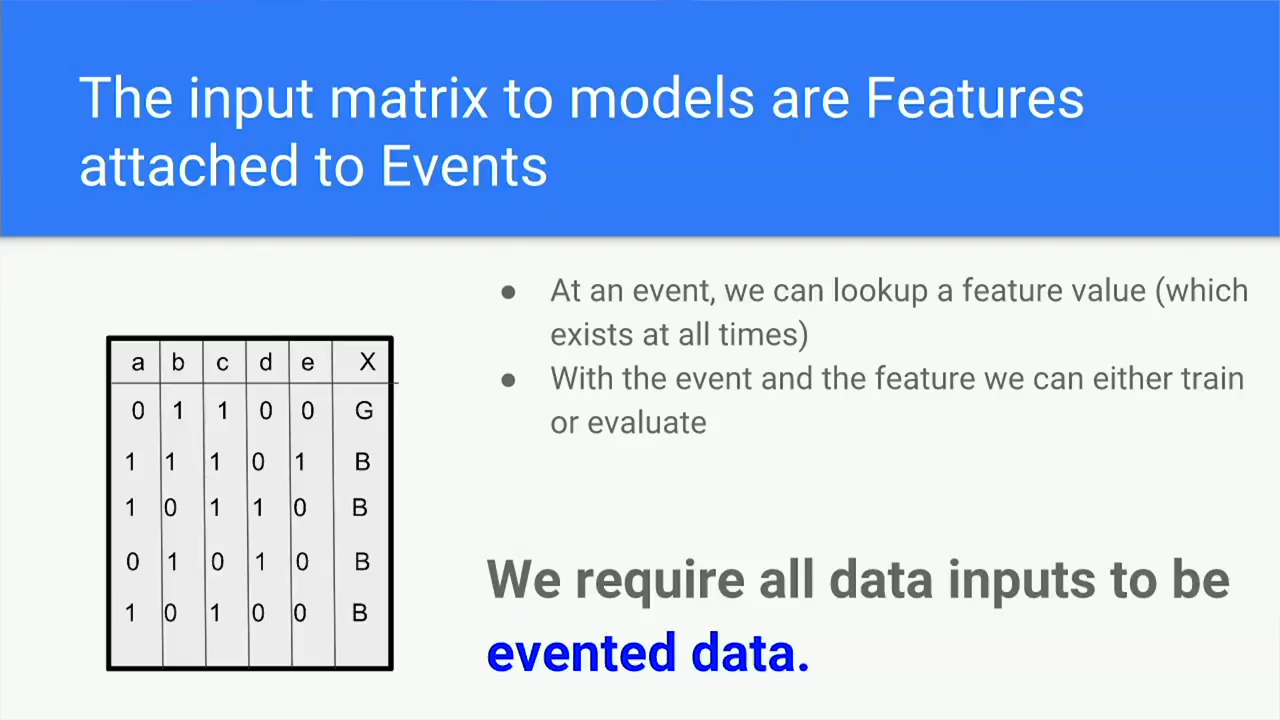 The input matrix to models are Features
attached to Events
a b c d e X
0 1 1 0 0 G
1 1 1 0 1 B
1 0 1 1 0 B
0 1 0 1 0 B
1 0 1 0 0 B
● At an event, we can lookup a feature value (which
exists at all times)
● With the event and the feature we can either train
or evaluate
We require all data inputs to be
evented data.